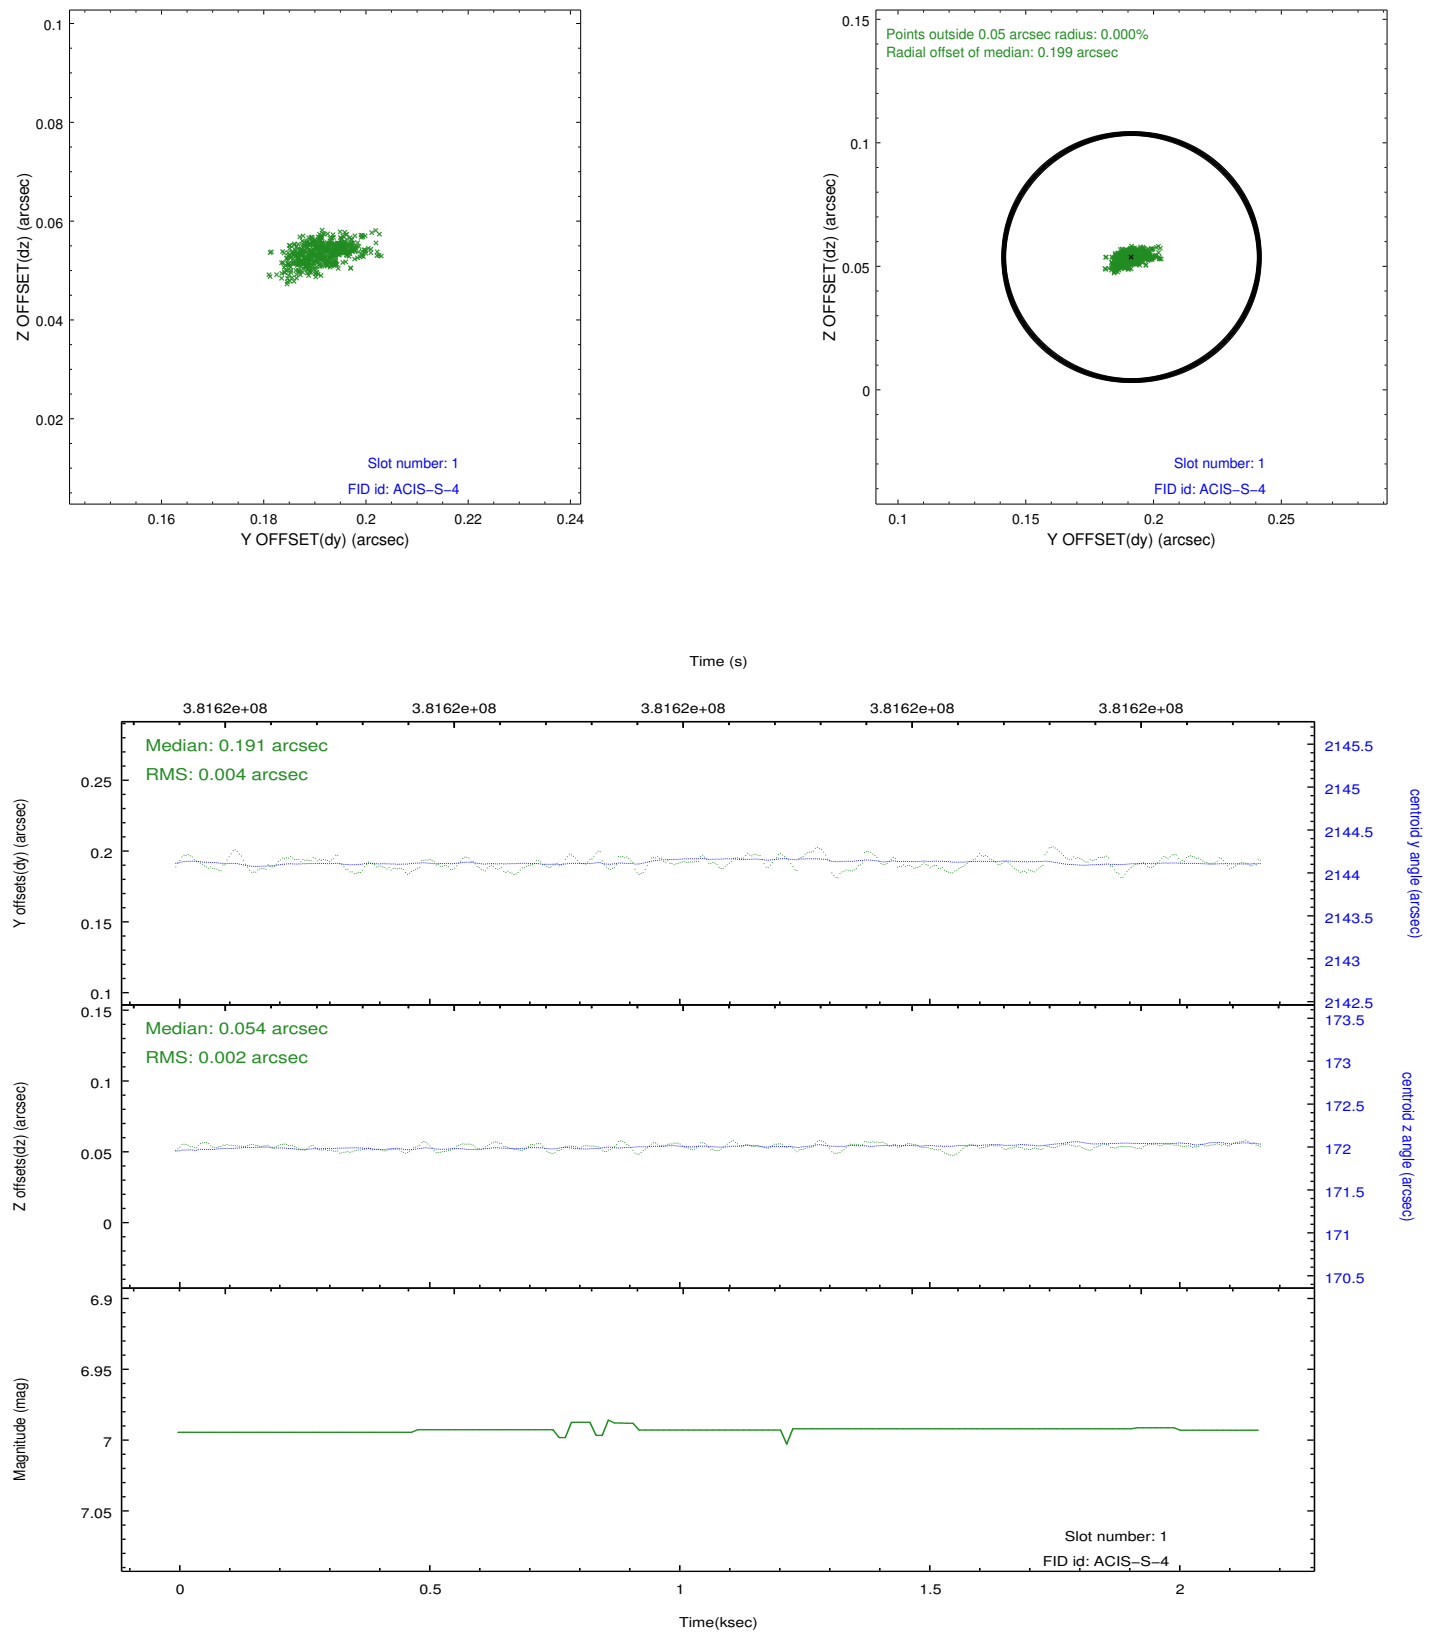 0.1
0.08
0.06
0.04
0.02
Z OFFSET(dz) (arcsec)
Slot number: 1
FID id: ACIS−S−4
0.16 0.18 0.2 0.22 0.24
Y OFFSET(dy) (arcsec)
Points outside 0.05 arcsec radius: 0.000%
Radial offset of median: 0.199 arcsec
0.15
0.1
0.05
0
Z OFFSET(dz) (arcsec)
Slot number: 1
FID id: ACIS−S−4
0.1 0.15 0.2 0.25
Y OFFSET(dy) (arcsec)
Time (s)
3.8162e+08 3.8162e+08 3.8162e+08 3.8162e+08 3.8162e+08
Median: 0.191 arcsec
RMS: 0.004 arcsec
0.25
0.2
0.15
0.1
Y offsets(dy) (arcsec)
2145.5
2145
2144.5
2144
2143.5
2143
2142.5
centroid y angle (arcsec)
Median: 0.054 arcsec
RMS: 0.002 arcsec
0.15
0.1
0.05
0
Z offsets(dz) (arcsec)
173.5
173
172.5
172
171.5
171
170.5
centroid z angle (arcsec)
6.9
6.95
7
7.05
Magnitude (mag)
Slot number: 1
FID id: ACIS−S−4
0 0.5 1 1.5 2
Time(ksec)